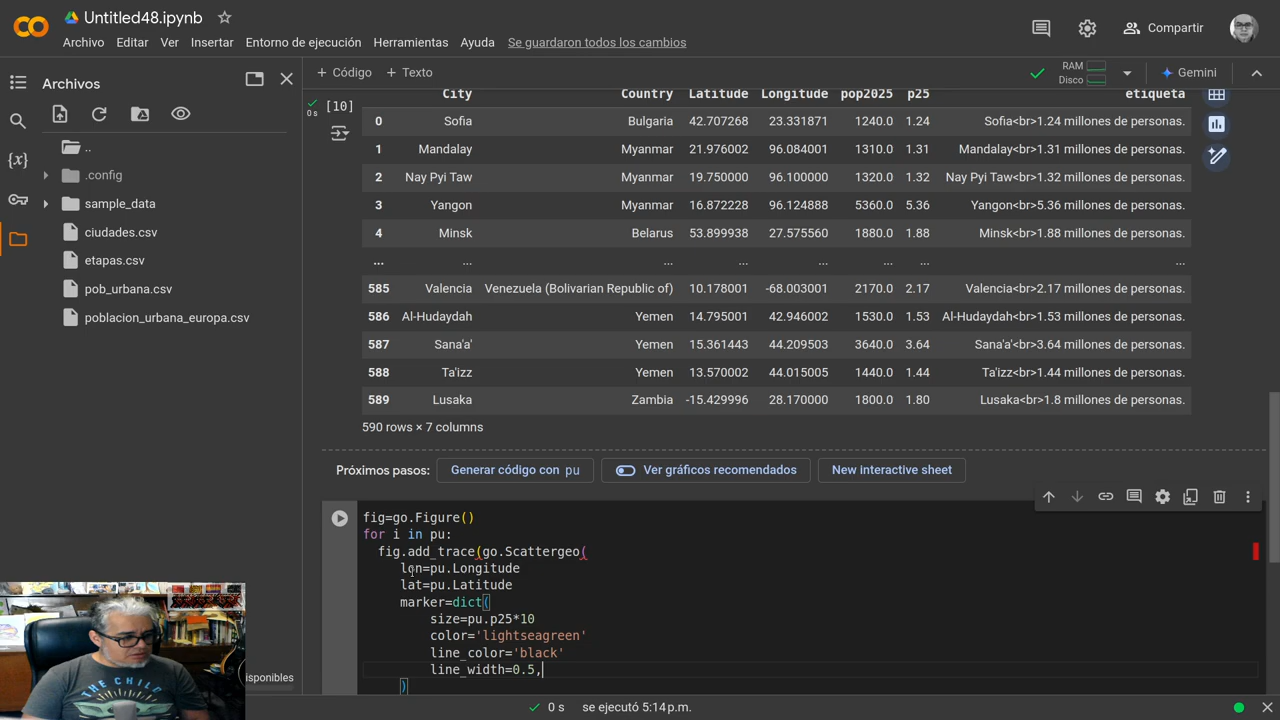 Untitled48.ipynb
Archivo Editar Ver Insertar Entorno de ejecución Herramientas Ayuda Se guardaron todos los cambios
Compartir
Archivos
+ Código + Texto
RAM
Disco
Gemini
..
.config
sample_data
ciudades.csv
etapas.csv
pob_urbana.csv
poblacion_urbana_europa.csv
0 s
[10]
City Country Latitude Longitude pop2025 p25 etiqueta
0 Sofia Bulgaria 42.707268 23.331871 1240.0 1.24 Sofia<br>1.24 millones de personas.
1 Mandalay Myanmar 21.976002 96.084001 1310.0 1.31 Mandalay<br>1.31 millones de personas.
2 Nay Pyi Taw Myanmar 19.750000 96.100000 1320.0 1.32 Nay Pyi Taw<br>1.32 millones de personas.
3 Yangon Myanmar 16.872228 96.124888 5360.0 5.36 Yangon<br>5.36 millones de personas.
4 Minsk Belarus 53.899938 27.575560 1880.0 1.88 Minsk<br>1.88 millones de personas.
... ... ... ... ... ... ... ...
585 Valencia Venezuela (Bolivarian Republic of) 10.178001 -68.003001 2170.0 2.17 Valencia<br>2.17 millones de personas.
586 Al-Hudaydah Yemen 14.795001 42.946002 1530.0 1.53 Al-Hudaydah<br>1.53 millones de personas.
587 Sana'a' Yemen 15.361443 44.209503 3640.0 3.64 Sana'a'<br>3.64 millones de personas.
588 Ta'izz Yemen 13.570002 44.015005 1440.0 1.44 Ta'izz<br>1.44 millones de personas.
589 Lusaka Zambia -15.429996 28.170000 1800.0 1.80 Lusaka<br>1.8 millones de personas.
590 rows × 7 columns
Próximos pasos: Generar código con pu Ver gráficos recomendados New interactive sheet
fig=go.Figure()
for i in pu:
fig.add_trace(go.Scattergeo(
lon=pu.Longitude
lat=pu.Latitude
marker=dict(
size=pu.p25*10
color='lightseagreen'
line_color='black'
line_width=0.5,
)
THE CHILD
isponibles
0 s se ejecutó 5:14 p.m.